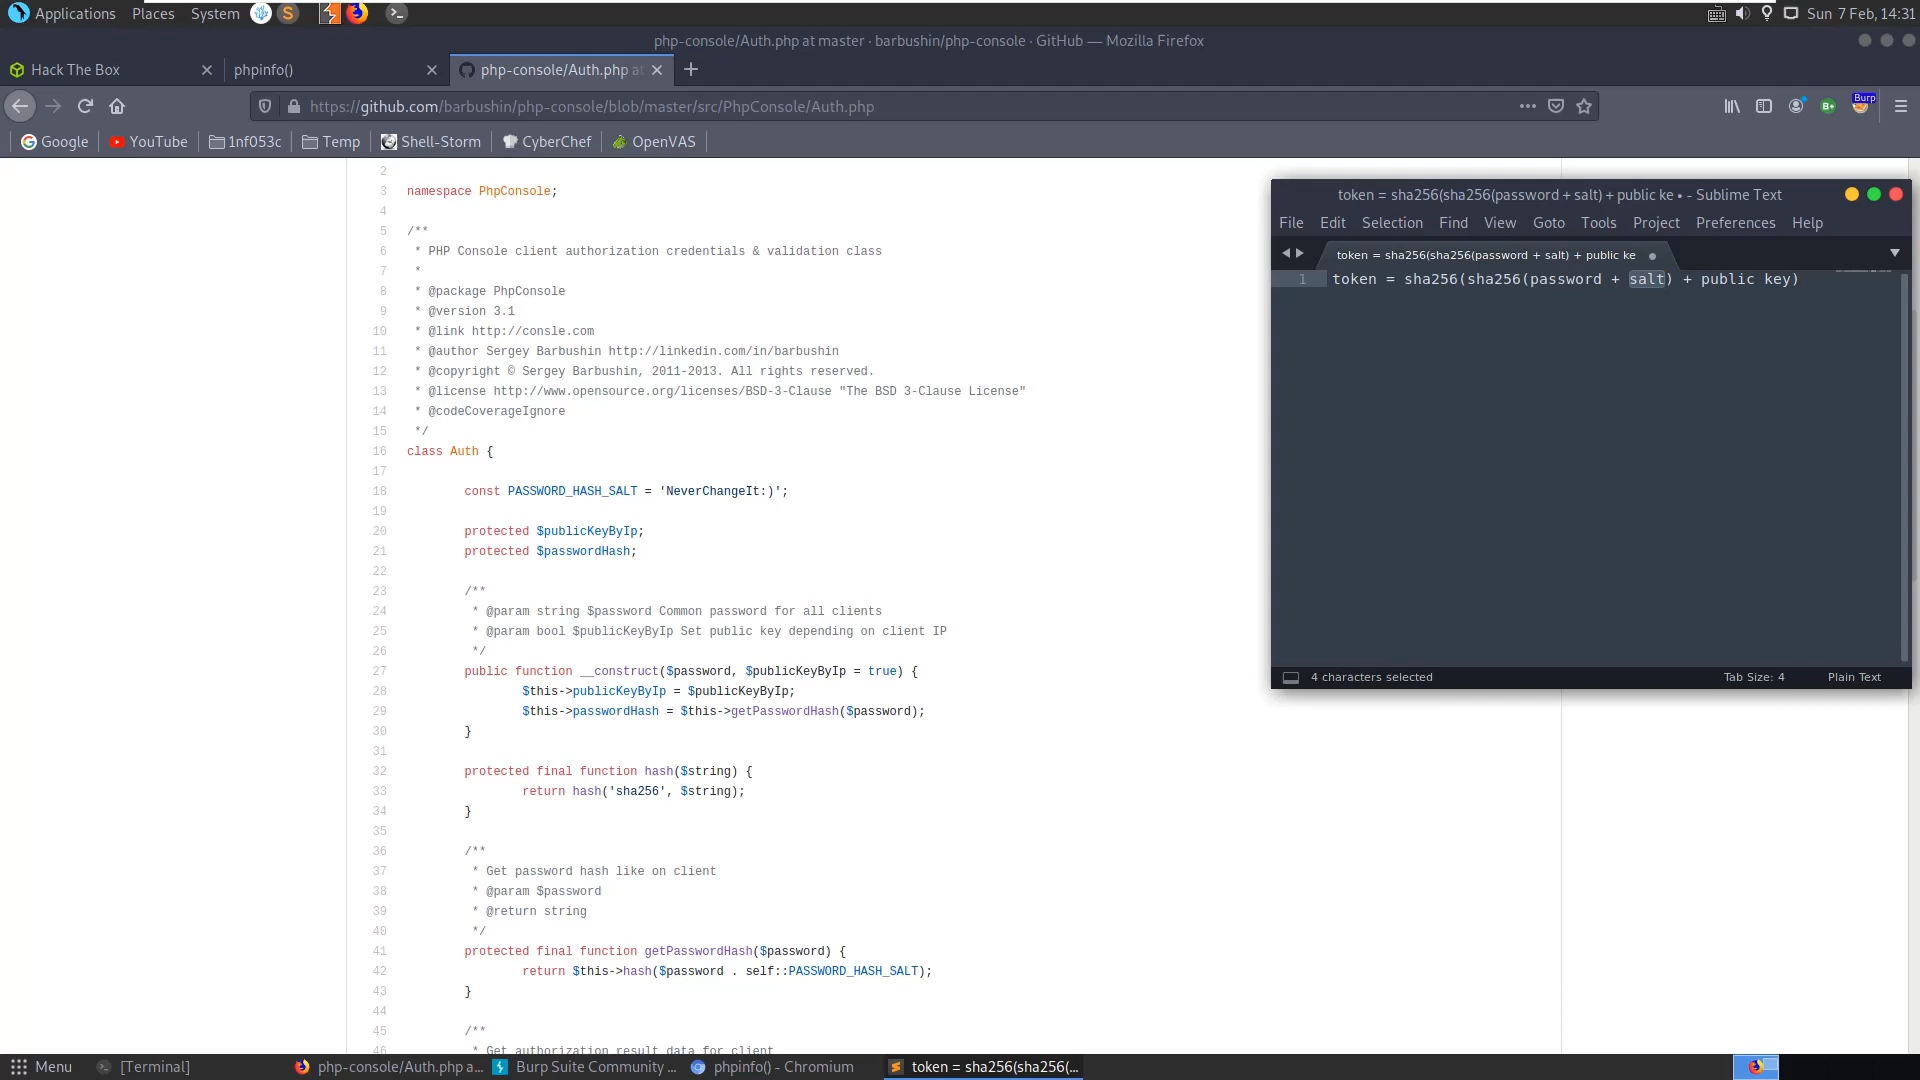 Applications Places System Sun 7 Feb, 14:31
php-console/Auth.php at master · barbushin/php-console · GitHub — Mozilla Firefox
Hack The Box phpinfo() php-console/Auth.php at
https://github.com/barbushin/php-console/blob/master/src/PhpConsole/Auth.php Burp
Google YouTube 1nf053c Temp Shell-Storm CyberChef OpenVAS
2
3 namespace PhpConsole;
4
5 /**
6 * PHP Console client authorization credentials & validation class
7 *
8 * @package PhpConsole
9 * @version 3.1
10 * @link http://consle.com
11 * @author Sergey Barbushin http://linkedin.com/in/barbushin
12 * @copyright © Sergey Barbushin, 2011-2013. All rights reserved.
13 * @license http://www.opensource.org/licenses/BSD-3-Clause "The BSD 3-Clause License"
14 * @codeCoverageIgnore
15 */
16 class Auth {
17
18 const PASSWORD_HASH_SALT = 'NeverChangeIt:)';
19
20 protected $publicKeyByIp;
21 protected $passwordHash;
22
23 /**
24 * @param string $password Common password for all clients
25 * @param bool $publicKeyByIp Set public key depending on client IP
26 */
27 public function __construct($password, $publicKeyByIp = true) {
28 $this->publicKeyByIp = $publicKeyByIp;
29 $this->passwordHash = $this->getPasswordHash($password);
30 }
31
32 protected final function hash($string) {
33 return hash('sha256', $string);
34 }
35
36 /**
37 * Get password hash like on client
38 * @param $password
39 * @return string
40 */
41 protected final function getPasswordHash($password) {
42 return $this->hash($password . self::PASSWORD_HASH_SALT);
43 }
44
45 /**
46 * Get authorization result data for client
token = sha256(sha256(password + salt) + public ke • - Sublime Text
File Edit Selection Find View Goto Tools Project Preferences Help
token = sha256(sha256(password + salt) + public ke
1 token = sha256(sha256(password + salt) + public key)
4 characters selected Tab Size: 4 Plain Text
Menu [Terminal] php-console/Auth.php a... Burp Suite Community ... phpinfo() - Chromium token = sha256(sha256(...